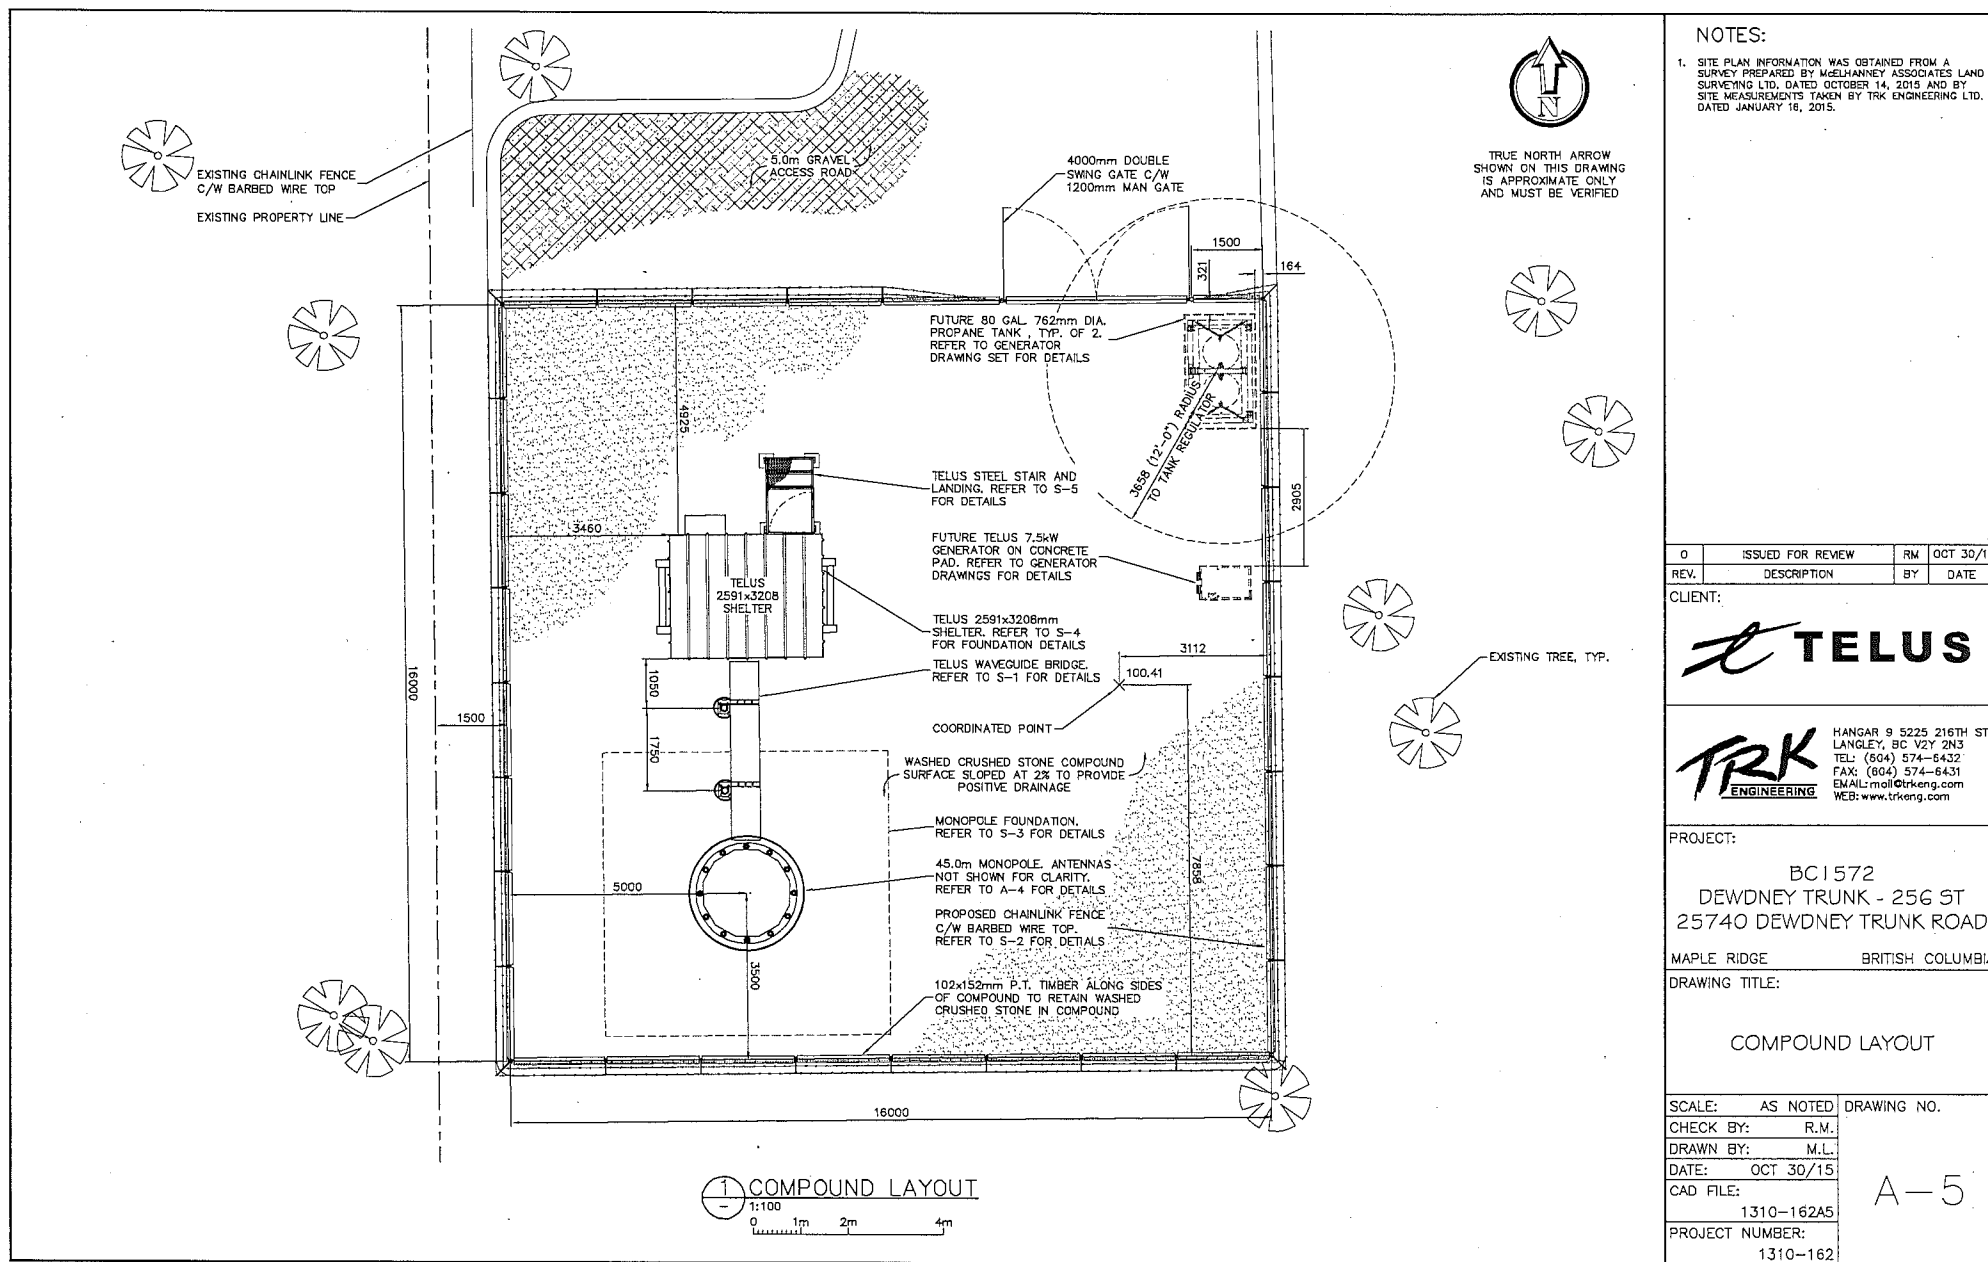 EXISTING CHAINLINK FENCE
C/W BARBED WIRE TOP
EXISTING PROPERTY LINE
5.0m GRAVEL
ACCESS ROAD
4000mm DOUBLE
SWING GATE C/W
1200mm MAN GATE
N
TRUE NORTH ARROW
SHOWN ON THIS DRAWING
IS APPROXIMATE ONLY
AND MUST BE VERIFIED
1500
321
164
FUTURE 80 GAL. 762mm DIA.
PROPANE TANK , TYP. OF 2.
REFER TO GENERATOR
DRAWING SET FOR DETAILS
4925
3658 (12'-0") RADIUS
TO TANK REGULATOR
2905
TELUS STEEL STAIR AND
LANDING. REFER TO S-5
FOR DETAILS
3460
FUTURE TELUS 7.5kW
GENERATOR ON CONCRETE
PAD. REFER TO GENERATOR
DRAWINGS FOR DETAILS
TELUS
2591x3208
SHELTER
TELUS 2591x3208mm
SHELTER. REFER TO S-4
FOR FOUNDATION DETAILS
TELUS WAVEGUIDE BRIDGE.
REFER TO S-1 FOR DETAILS
3112
100.41
EXISTING TREE, TYP.
1050
16000
1500
1750
COORDINATED POINT
WASHED CRUSHED STONE COMPOUND
SURFACE SLOPED AT 2% TO PROVIDE
POSITIVE DRAINAGE
MONOPOLE FOUNDATION.
REFER TO S-3 FOR DETAILS
7858
45.0m MONOPOLE. ANTENNAS
NOT SHOWN FOR CLARITY.
REFER TO A-4 FOR DETAILS
5000
PROPOSED CHAINLINK FENCE
C/W BARBED WIRE TOP.
REFER TO S-2 FOR DETIALS
3500
102x152mm P.T. TIMBER ALONG SIDES
OF COMPOUND TO RETAIN WASHED
CRUSHED STONE IN COMPOUND
16000
1
–
COMPOUND LAYOUT
1:100
0 1m 2m 4m
NOTES:
1. SITE PLAN INFORMATION WAS OBTAINED FROM A
SURVEY PREPARED BY McELHANNEY ASSOCIATES LAND
SURVEYING LTD. DATED OCTOBER 14, 2015 AND BY
SITE MEASUREMENTS TAKEN BY TRK ENGINEERING LTD.
DATED JANUARY 16, 2015.
0 ISSUED FOR REVIEW RM OCT 30/1
REV. DESCRIPTION BY DATE
CLIENT:
TELUS
TRK
ENGINEERING
HANGAR 9 5225 216TH ST
LANGLEY, BC V2Y 2N3
TEL: (604) 574-6432
FAX: (604) 574-6431
EMAIL: mail@trkeng.com
WEB: www.trkeng.com
PROJECT:
BC1572
DEWDNEY TRUNK - 256 ST
25740 DEWDNEY TRUNK ROAD
MAPLE RIDGE BRITISH COLUMBIA
DRAWING TITLE:
COMPOUND LAYOUT
SCALE: AS NOTED
CHECK BY: R.M.
DRAWN BY: M.L.
DATE: OCT 30/15
CAD FILE:
1310-162A5
PROJECT NUMBER:
1310-162
DRAWING NO.
A-5